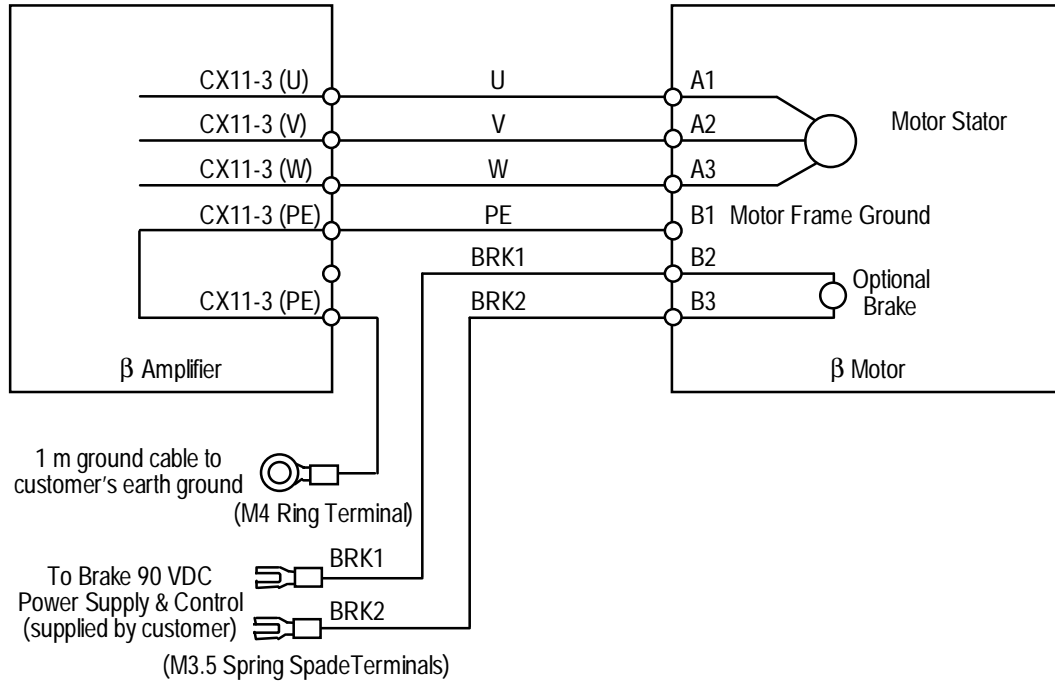 CX11-3 (U) U A1
CX11-3 (V) V A2 Motor Stator
CX11-3 (W) W A3
CX11-3 (PE) PE B1 Motor Frame Ground
BRK1 B2
Optional
Brake
CX11-3 (PE) BRK2 B3
β Amplifier
β Motor
1 m ground cable to
customer's earth ground
(M4 Ring Terminal)
BRK1
To Brake 90 VDC
Power Supply & Control
(supplied by customer)
BRK2
(M3.5 Spring SpadeTerminals)